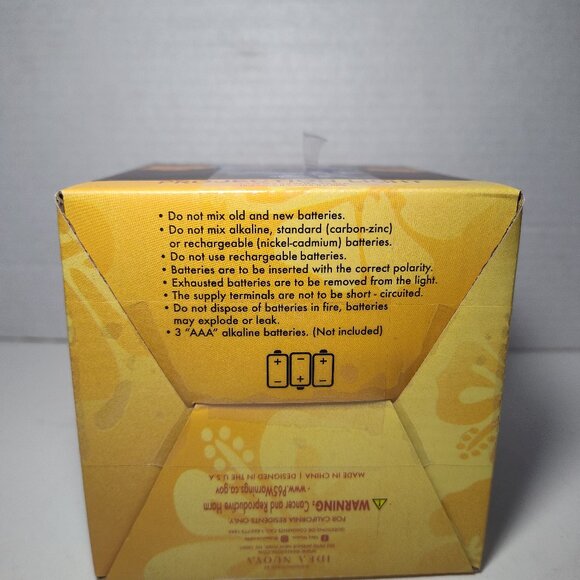 • Do not mix old and new batteries.
• Do not mix alkaline, standard (carbon-zinc)
or rechargeable (nickel-cadmium) batteries.
• Do not use rechargeable batteries.
• Batteries are to be inserted with the correct polarity.
• Exhausted batteries are to be removed from the light.
• The supply terminals are not to be short - circuited.
• Do not dispose of batteries in fire, batteries
may explode or leak.
• 3 “AAA” alkaline batteries. (Not included)
+ − +
− + −
IDEA NUOVA
FOR CALIFORNIA RESIDENTS ONLY:
WARNING: Cancer and Reproductive Harm
- www.P65Warnings.ca.gov
MADE IN CHINA | DESIGNED IN THE U.S.A